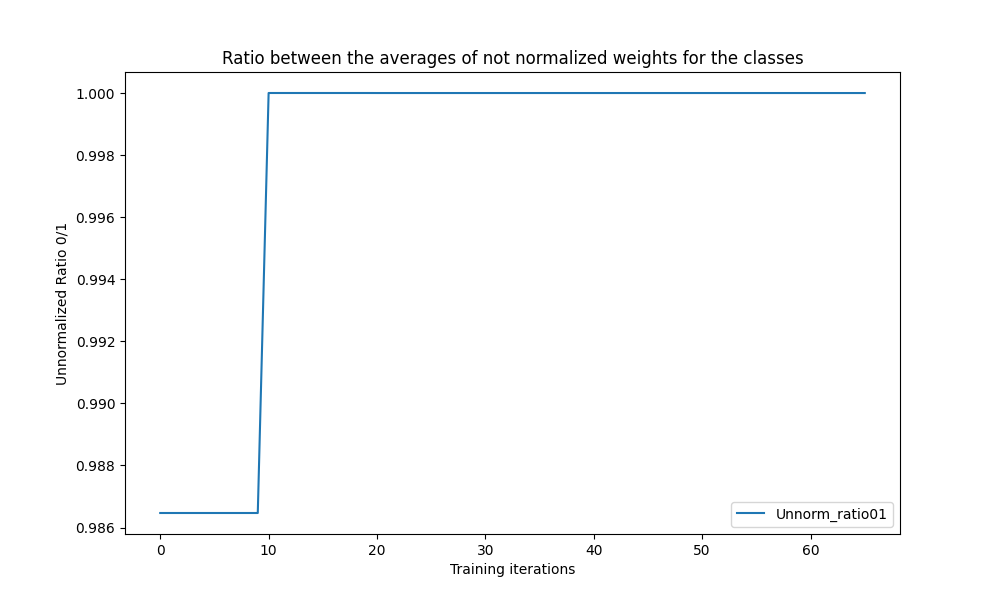 Ratio between the averages of not normalized weights for the classes
Unnormalized Ratio 0/1
1.000
0.998
0.996
0.994
0.992
0.990
0.988
0.986
0 10 20 30 40 50 60
Training iterations
Unnorm_ratio01